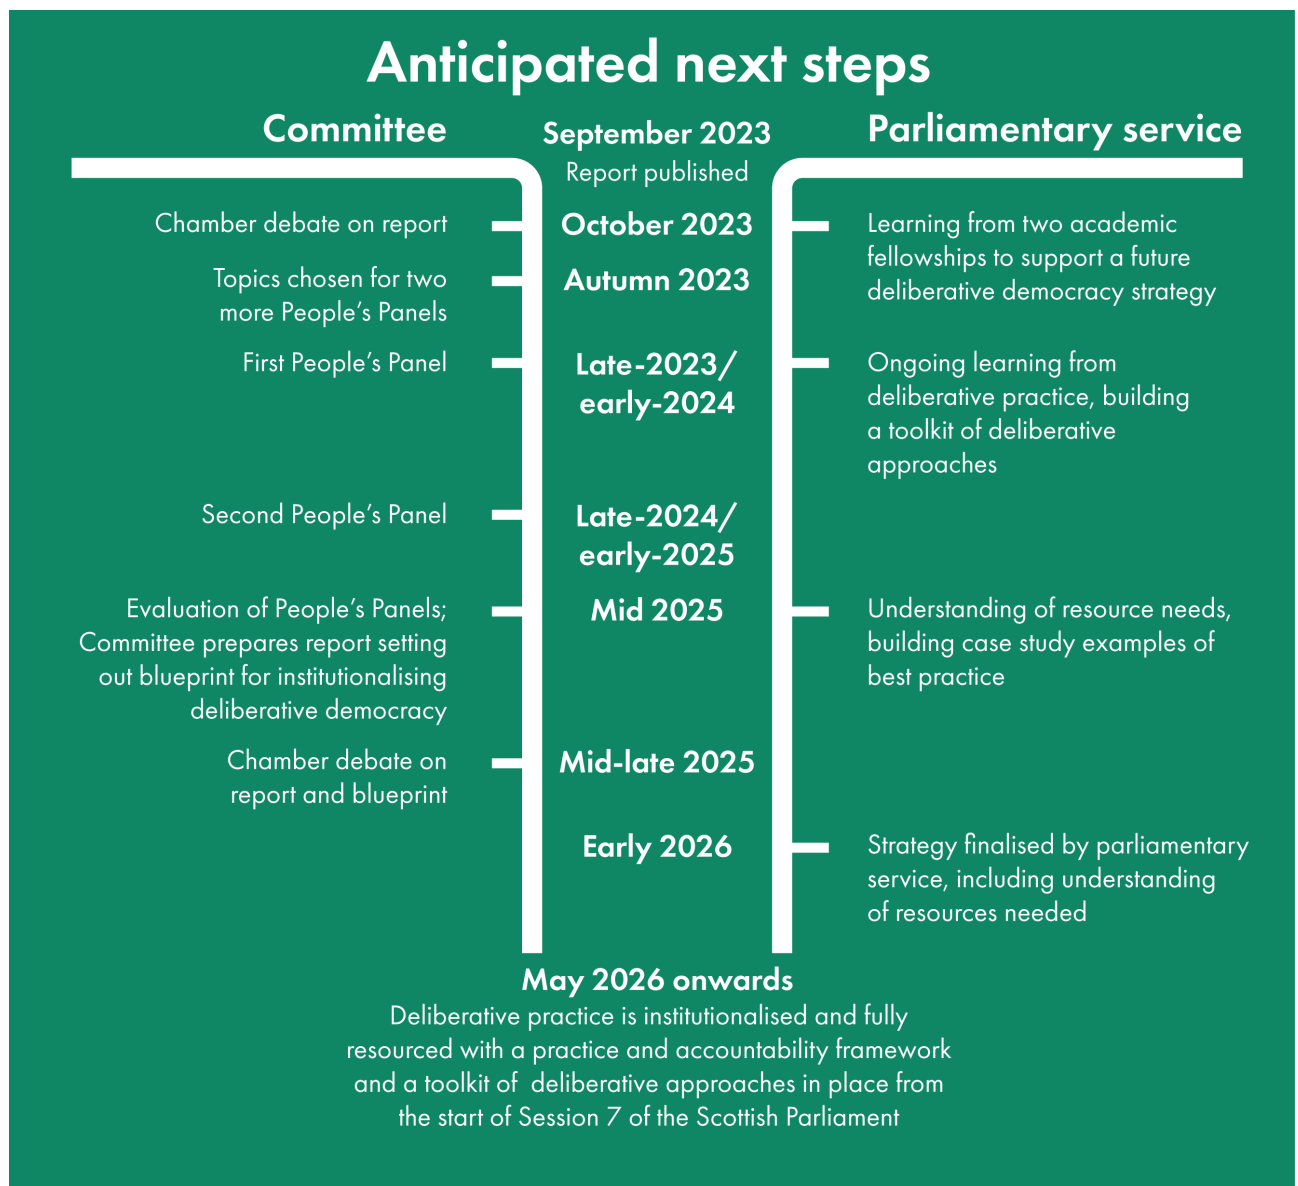 Anticipated next steps
Committee
September 2023
Report published
Parliamentary service
Chamber debate on report
October 2023
Learning from two academic
fellowships to support a future
deliberative democracy strategy
Topics chosen for two
more People's Panels
Autumn 2023
First People's Panel
Late-2023/
early-2024
Ongoing learning from
deliberative practice, building
a toolkit of deliberative
approaches
Second People's Panel
Late-2024/
early-2025
Evaluation of People's Panels;
Committee prepares report setting
out blueprint for institutionalising
deliberative democracy
Mid 2025
Understanding of resource needs,
building case study examples of
best practice
Chamber debate on
report and blueprint
Mid-late 2025
Early 2026
Strategy finalised by parliamentary
service, including understanding
of resources needed
May 2026 onwards
Deliberative practice is institutionalised and fully
resourced with a practice and accountability framework
and a toolkit of  deliberative approaches in place from
the start of Session 7 of the Scottish Parliament